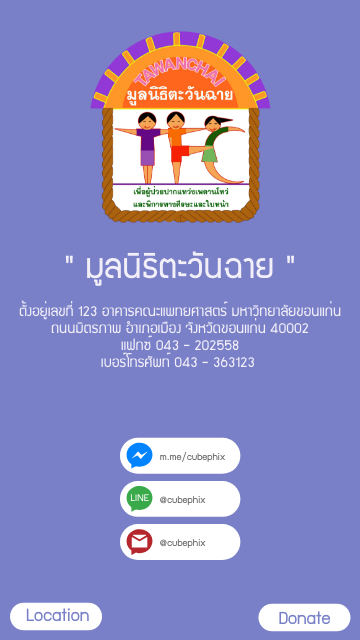 TAWANCHAI
มูลนิธิตะวันฉาย
เพื่อผู้ป่วยปากแหว่งเพดานโหว่
และพิการทางศีรษะและใบหน้า
" มูลนิธิตะวันฉาย "
ตั้งอยู่เลขที่ 123 อาคารคณะแพทยศาสตร์ มหาวิทยาลัยขอนแก่น
ถนนมิตรภาพ อำเภอเมือง จังหวัดขอนแก่น 40002
แฟกซ์ 043 - 202558
เบอร์โทรศัพท์ 043 - 363123
m.me/cubephix
LINE @cubephix
@cubephix
Location
Donate